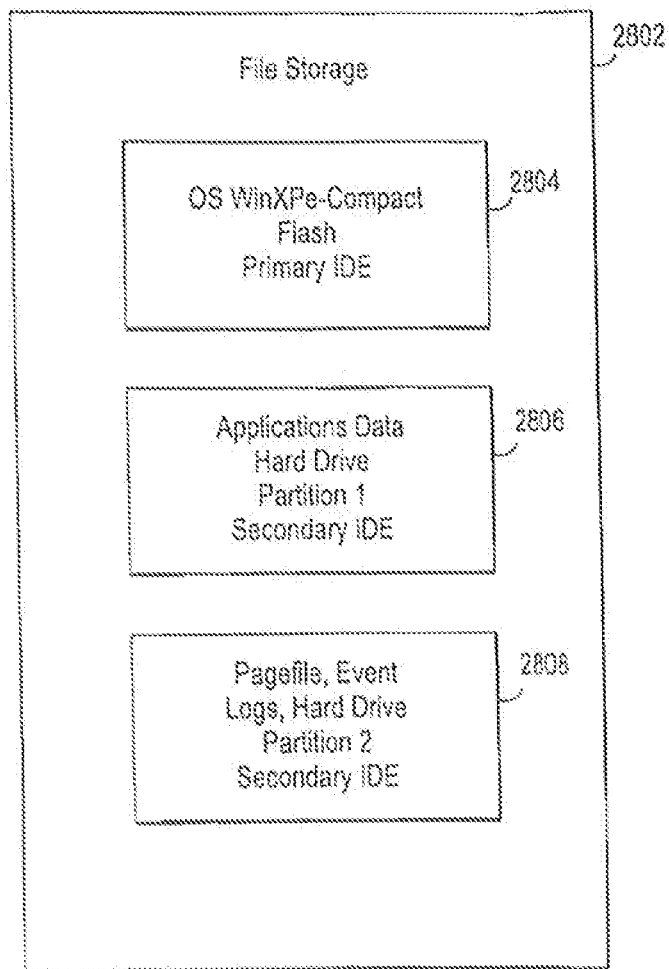 2802
File Storage
2804
OS WinXPe-Compact
Flash
Primary IDE
2806
Applications Data
Hard Drive
Partition 1
Secondary IDE
2808
Pagefile, Event
Logs, Hard Drive
Partition 2
Secondary IDE